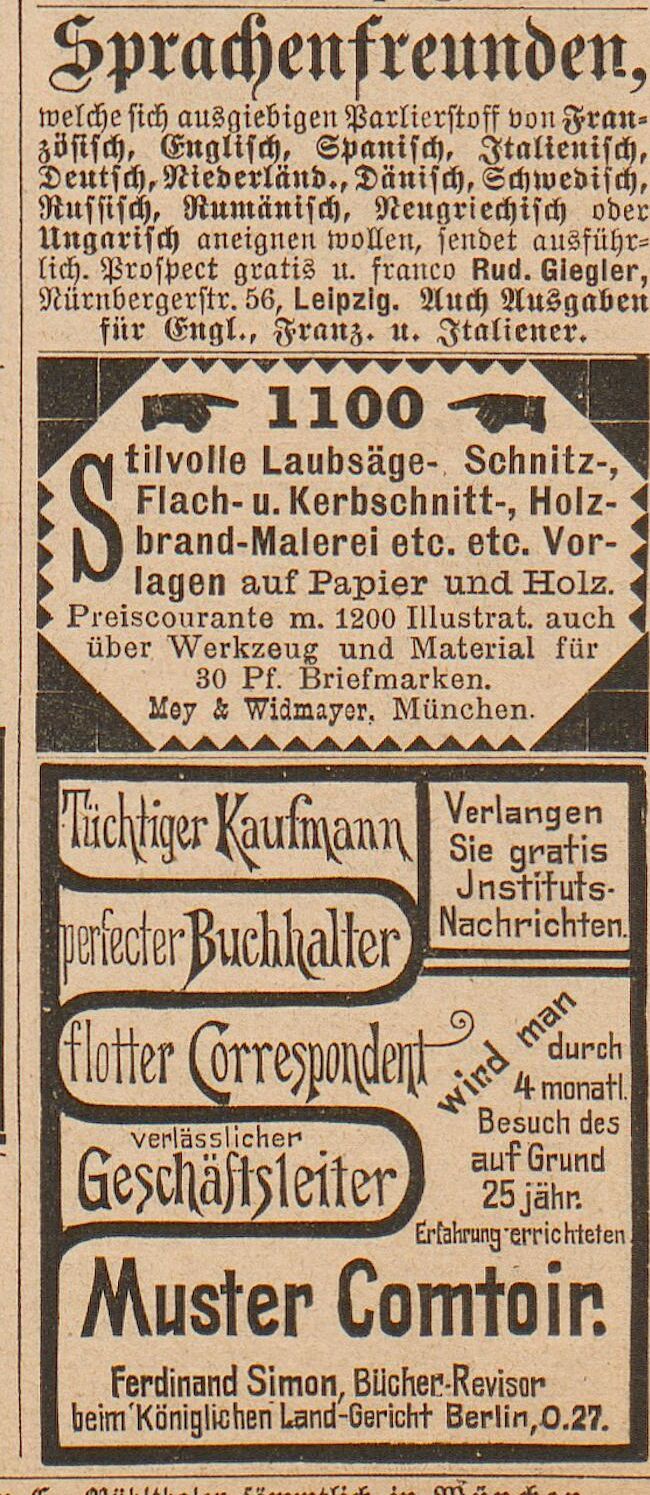 Sprachenfreunden,
welche sich ausgiebigen Parlierstoff von Fran-
zösisch, Englisch, Spanisch, Italienisch,
Deutsch, Niederländ., Dänisch, Schwedisch,
Russisch, Rumänisch, Neugriechisch oder
Ungarisch aneignen wollen, sendet ausführ-
lich. Prospect gratis u. franco Rud. Giegler,
Nürnbergerstr. 56, Leipzig. Auch Ausgaben
für Engl., Franz. u. Italiener.
1100
Stilvolle Laubsäge-, Schnitz-,
Flach- u. Kerbschnitt-, Holz-
brand-Malerei etc. etc. Vor-
lagen auf Papier und Holz.
Preiscourante m. 1200 Illustrat. auch
über Werkzeug und Material für
30 Pf. Briefmarken.
Mey & Widmayer, München.
Tüchtiger Kaufmann
perfecter Buchhalter
flotter Correspondent
verlässlicher
Geschäftsleiter
Verlangen
Sie gratis
Instituts-
Nachrichten.
wird man
durch
4 monatl.
Besuch des
auf Grund
25 jähr.
Erfahrung errichteten
Muster Comtoir.
Ferdinand Simon, Bücher-Revisor
beim Königlichen Land-Gericht Berlin, O.27.
sämmtlich in München